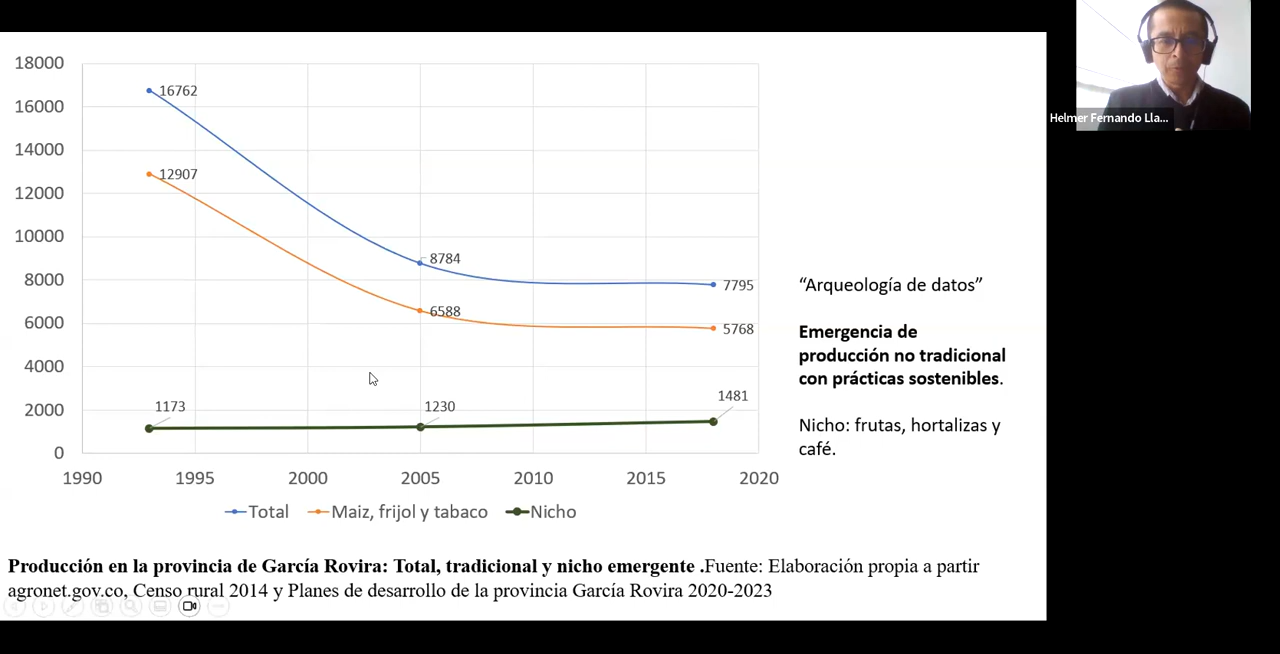 18000
16000
14000
12000
10000
8000
6000
4000
2000
0
1990 1995 2000 2005 2010 2015 2020
16762
12907
8784
6588
7795
5768
1173
1230
1481
Total Maiz, frijol y tabaco Nicho
“Arqueología de datos”
Emergencia de
producción no tradicional
con prácticas sostenibles.
Nicho: frutas, hortalizas y
café.
Producción en la provincia de García Rovira: Total, tradicional y nicho emergente .Fuente: Elaboración propia a partir
agronet.gov.co, Censo rural 2014 y Planes de desarrollo de la provincia García Rovira 2020-2023
Helmer Fernando Lla...